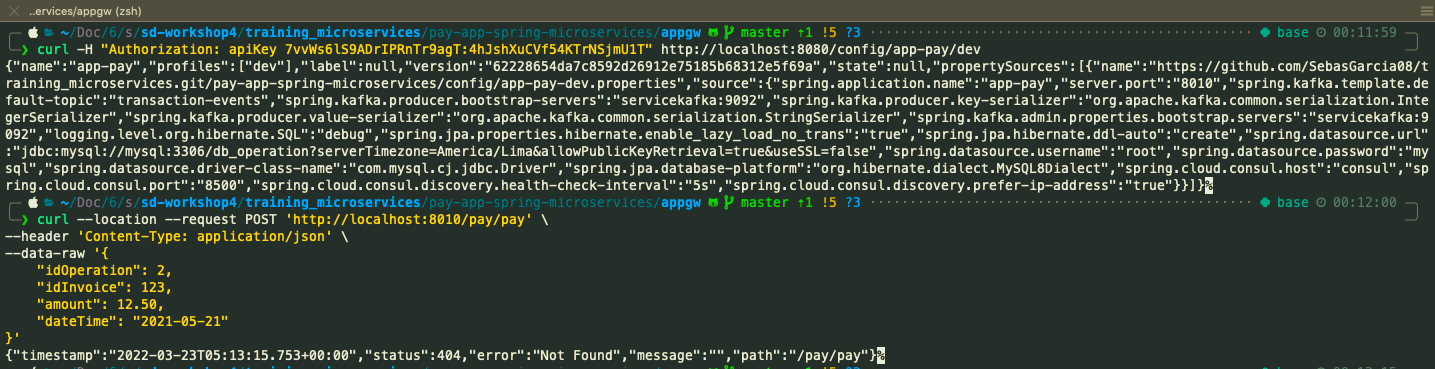 ..ervices/appgw (zsh)
~/Doc/6/s/sd-workshop4/training_microservices/pay-app-spring-microservices/appgw master ↑1 !5 ?3 base 00:11:59
❯ curl -H "Authorization: apiKey 7vvWs6lS9ADrIPRnTr9agT:4hJshXuCVf54KTrNSjmU1T" http://localhost:8080/config/app-pay/dev
{"name":"app-pay","profiles":["dev"],"label":null,"version":"62228654da7c8592d26912e75185b68312e5f69a","state":null,"propertySources":[{"name":"https://github.com/SebasGarcia08/t
raining_microservices.git/pay-app-spring-microservices/config/app-pay-dev.properties","source":{"spring.application.name":"app-pay","server.port":"8010","spring.kafka.template.de
fault-topic":"transaction-events","spring.kafka.producer.bootstrap-servers":"servicekafka:9092","spring.kafka.producer.key-serializer":"org.apache.kafka.common.serialization.Inte
gerSerializer","spring.kafka.producer.value-serializer":"org.apache.kafka.common.serialization.StringSerializer","spring.kafka.admin.properties.bootstrap.servers":"servicekafka:9
092","logging.level.org.hibernate.SQL":"debug","spring.jpa.properties.hibernate.enable_lazy_load_no_trans":"true","spring.jpa.hibernate.ddl-auto":"create","spring.datasource.url"
:"jdbc:mysql://mysql:3306/db_operation?serverTimezone=America/Lima&allowPublicKeyRetrieval=true&useSSL=false","spring.datasource.username":"root","spring.datasource.password":"my
sql","spring.datasource.driver-class-name":"com.mysql.cj.jdbc.Driver","spring.jpa.database-platform":"org.hibernate.dialect.MySQL8Dialect","spring.cloud.consul.host":"consul","sp
ring.cloud.consul.port":"8500","spring.cloud.consul.discovery.health-check-interval":"5s","spring.cloud.consul.discovery.prefer-ip-address":"true"}}]}%
~/Doc/6/s/sd-workshop4/training_microservices/pay-app-spring-microservices/appgw master ↑1 !5 ?3 base 00:12:00
❯ curl --location --request POST 'http://localhost:8010/pay/pay' \
--header 'Content-Type: application/json' \
--data-raw '{
"idOperation": 2,
"idInvoice": 123,
"amount": 12.50,
"dateTime": "2021-05-21"
}'
{"timestamp":"2022-03-23T05:13:15.753+00:00","status":404,"error":"Not Found","message":"","path":"/pay/pay"}%